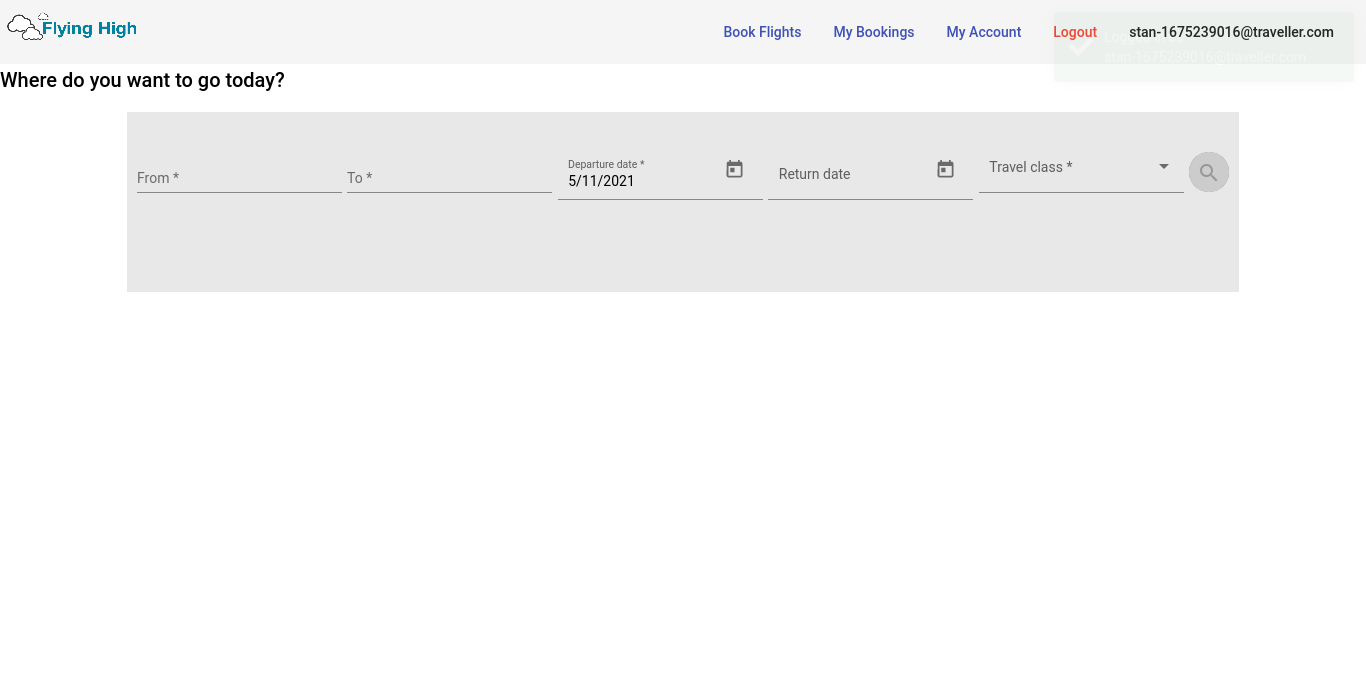 Flying High
Book Flights
My Bookings
My Account
Logout
stan-1675239016@traveller.com
stan-1675239016@traveller.com
Where do you want to go today?
From *
To *
Departure date *
5/11/2021
Return date
Travel class *